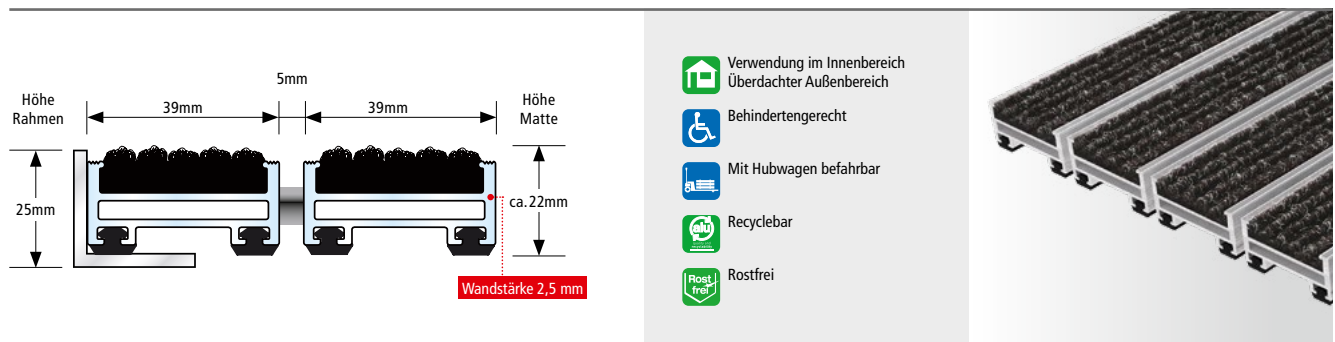 5mm
Höhe
Rahmen
39mm
39mm
Höhe
Matte
25mm
ca.22mm
Wandstärke 2,5 mm
Verwendung im Innenbereich
Überdachter Außenbereich
Behindertengerecht
Mit Hubwagen befahrbar
alu
Recyclebar
Rost
frei
Rostfrei